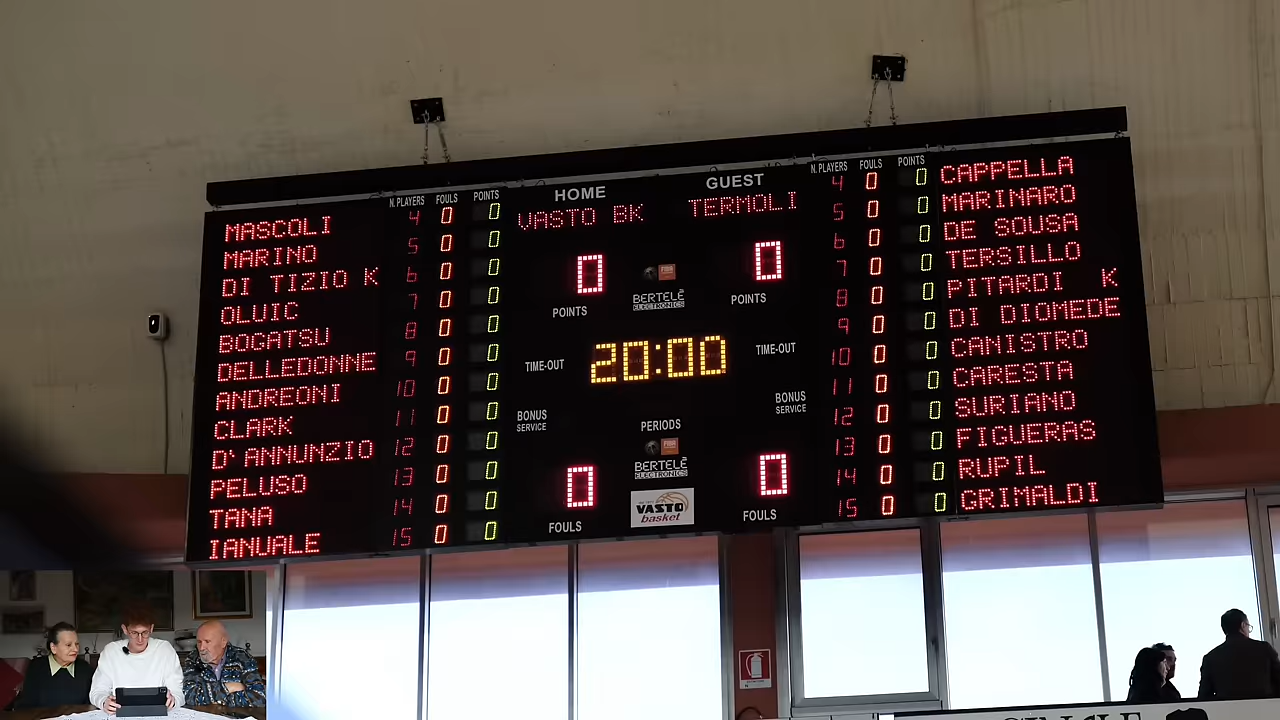 N. PLAYERS FOULS POINTS
MASCOLI 4 0 0
MARINO 5 0 0
DI TIZIO K 6 0 0
OLUIC 7 0 0
BOGATSU 8 0 0
DELLEDONNE 9 0 0
ANDREONI 10 0 0
CLARK 11 0 0
D'ANNUNZIO 12 0 0
PELUSO 13 0 0
TANA 14 0 0
IANUALE 15 0 0
HOME GUEST
VASTO BK TERMOLI
0 0
POINTS POINTS
BERTELÈ
ELECTRONICS
TIME-OUT 20:00 TIME-OUT
BONUS
SERVICE
BONUS
SERVICE
PERIODS
BERTELÈ
ELECTRONICS
0 0
VASTO
basket
FOULS FOULS
N. PLAYERS FOULS POINTS
4 0 0 CAPPELLA
5 0 0 MARINARO
6 0 0 DE SOUSA
7 0 0 TERSILLO
8 0 0 PITARDI K
9 0 0 DI DIOMEDE
10 0 0 CANISTRO
11 0 0 CARESTA
12 0 0 SURIANO
13 0 0 FIGUERAS
14 0 0 RUPIL
15 0 0 GRIMALDI